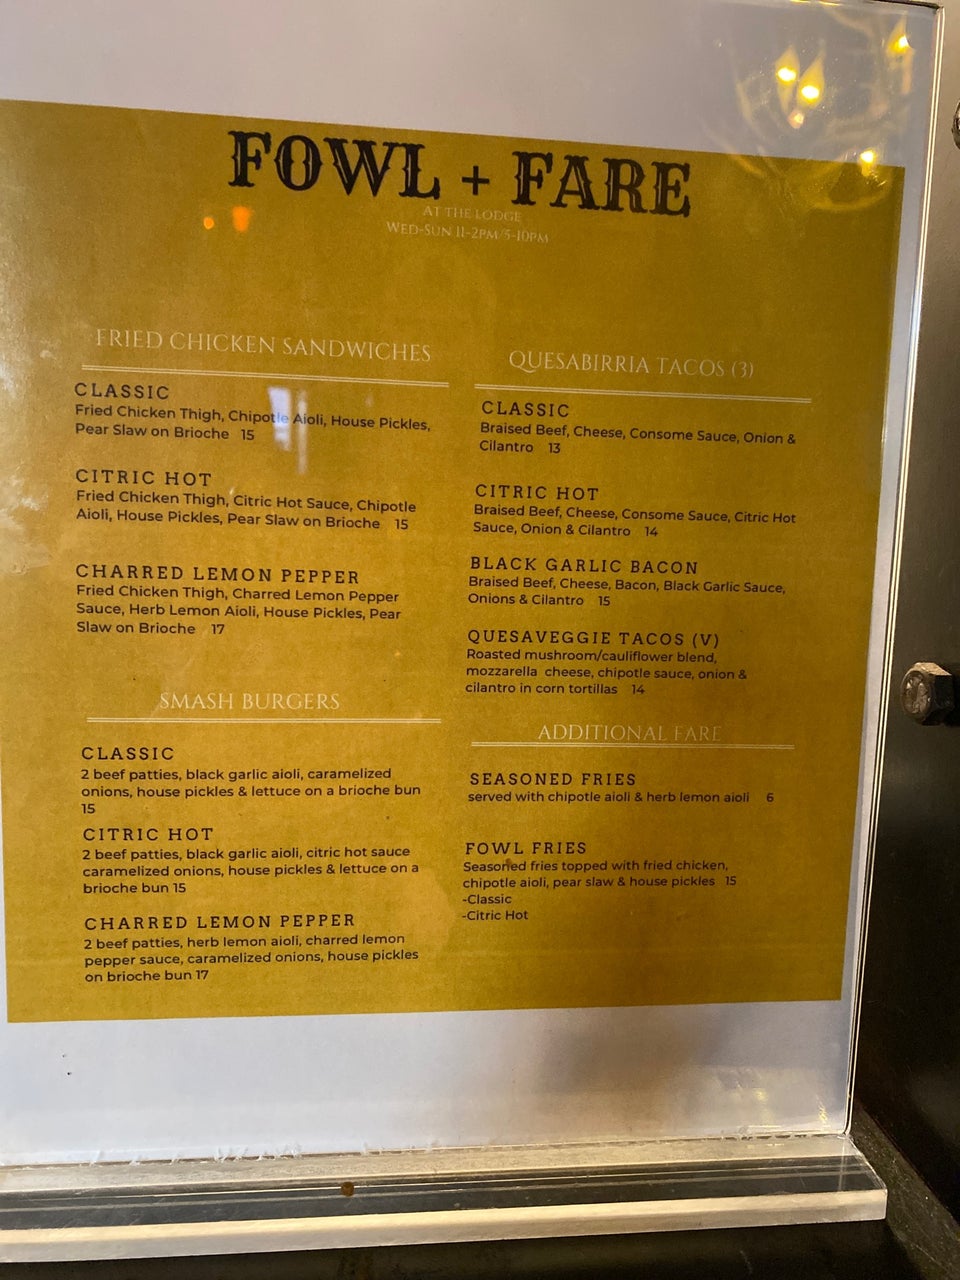 FOWL + FARE
AT THE LODGE
WED-SUN 11-2PM/5-10PM
FRIED CHICKEN SANDWICHES
CLASSIC
Fried Chicken Thigh, Chipotle Aioli, House Pickles,
Pear Slaw on Brioche 15
CITRIC HOT
Fried Chicken Thigh, Citric Hot Sauce, Chipotle
Aioli, House Pickles, Pear Slaw on Brioche 15
CHARRED LEMON PEPPER
Fried Chicken Thigh, Charred Lemon Pepper
Sauce, Herb Lemon Aioli, House Pickles, Pear
Slaw on Brioche 17
SMASH BURGERS
CLASSIC
2 beef patties, black garlic aioli, caramelized
onions, house pickles & lettuce on a brioche bun
15
CITRIC HOT
2 beef patties, black garlic aioli, citric hot sauce
caramelized onions, house pickles & lettuce on a
brioche bun 15
CHARRED LEMON PEPPER
2 beef patties, herb lemon aioli, charred lemon
pepper sauce, caramelized onions, house pickles
on brioche bun 17
QUESABIRRIA TACOS (3)
CLASSIC
Braised Beef, Cheese, Consome Sauce, Onion &
Cilantro 13
CITRIC HOT
Braised Beef, Cheese, Consome Sauce, Citric Hot
Sauce, Onion & Cilantro 14
BLACK GARLIC BACON
Braised Beef, Cheese, Bacon, Black Garlic Sauce,
Onions & Cilantro 15
QUESAVEGGIE TACOS (V)
Roasted mushroom/cauliflower blend,
mozzarella cheese, chipotle sauce, onion &
cilantro in corn tortillas 14
ADDITIONAL FARE
SEASONED FRIES
served with chipotle aioli & herb lemon aioli 6
FOWL FRIES
Seasoned fries topped with fried chicken,
chipotle aioli, pear slaw & house pickles 15
-Classic
-Citric Hot